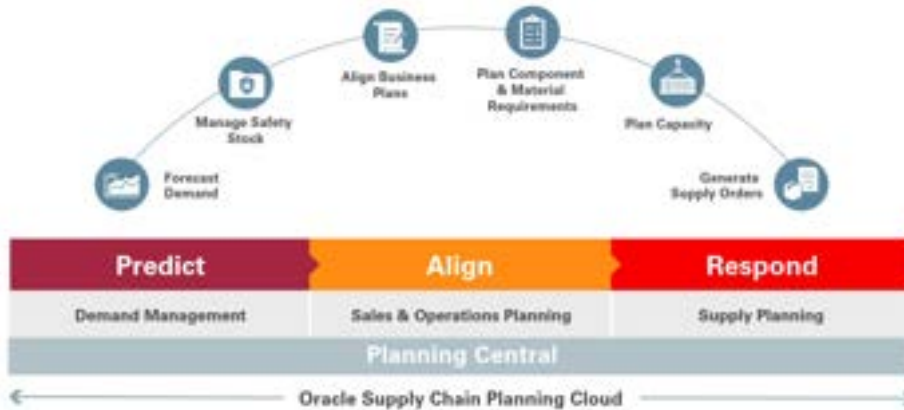 Align Business
Plans
Plan Component
& Material
Requirements
Manage Safety
Stock
Plan Capacity
Forecast
Demand
Generate
Supply Orders
Predict
Align
Respond
Demand Management
Sales & Operations Planning
Supply Planning
Planning Central
Oracle Supply Chain Planning Cloud